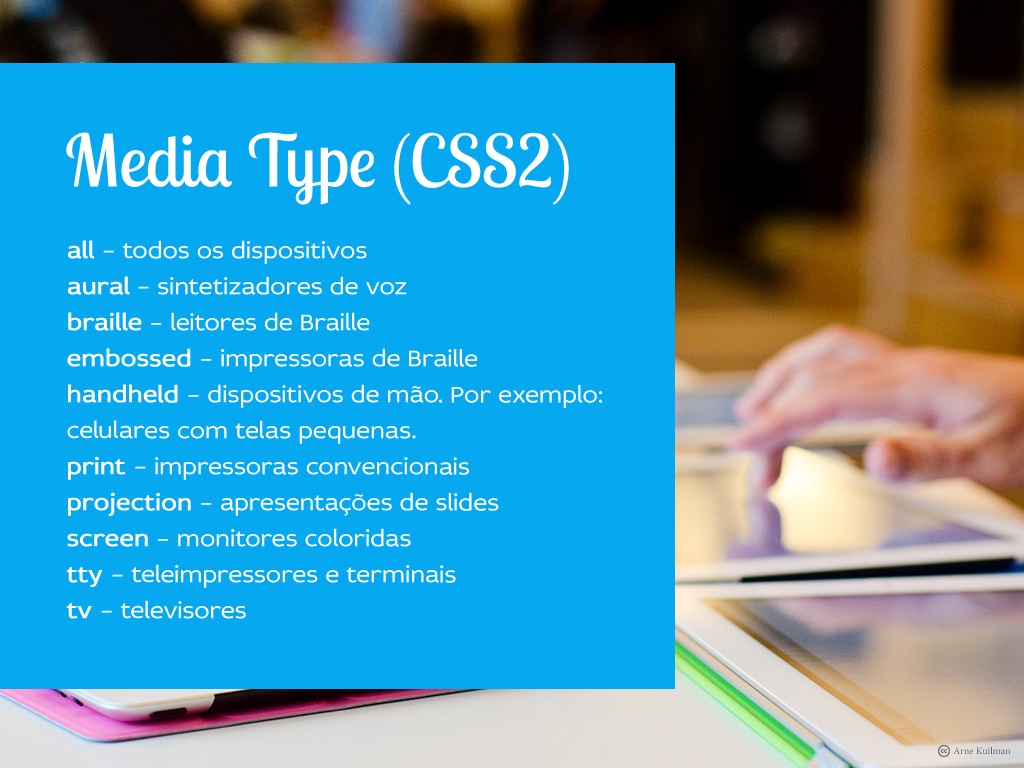 Media Type (CSS2)
all – todos os dispositivos
aural – sintetizadores de voz
braille – leitores de Braille
embossed – impressoras de Braille
handheld – dispositivos de mão. Por exemplo:
celulares com telas pequenas.
print – impressoras convencionais
projection – apresentações de slides
screen – monitores coloridas
tty – teleimpressores e terminais
tv – televisores
cc Arne Kuilman